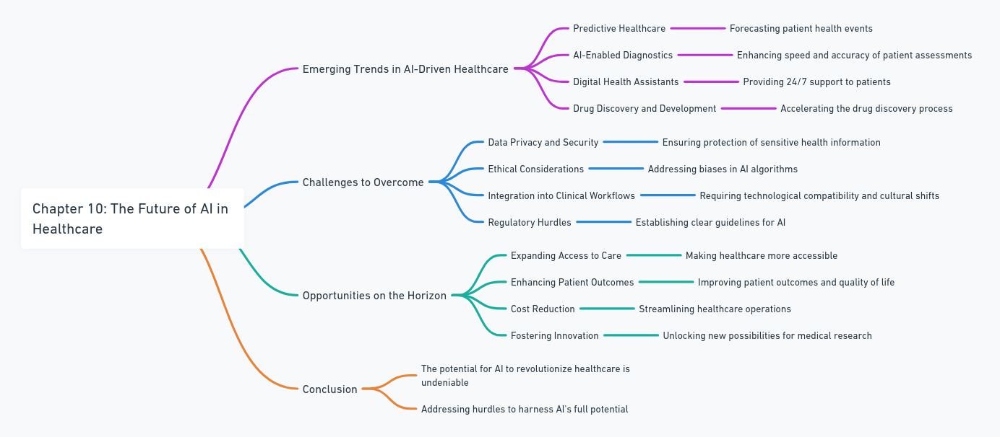 Chapter 10: The Future of AI in
Healthcare
Emerging Trends in AI-Driven Healthcare
Predictive Healthcare
Forecasting patient health events
AI-Enabled Diagnostics
Enhancing speed and accuracy of patient assessments
Digital Health Assistants
Providing 24/7 support to patients
Drug Discovery and Development
Accelerating the drug discovery process
Challenges to Overcome
Data Privacy and Security
Ensuring protection of sensitive health information
Ethical Considerations
Addressing biases in AI algorithms
Integration into Clinical Workflows
Requiring technological compatibility and cultural shifts
Regulatory Hurdles
Establishing clear guidelines for AI
Opportunities on the Horizon
Expanding Access to Care
Making healthcare more accessible
Enhancing Patient Outcomes
Improving patient outcomes and quality of life
Cost Reduction
Streamlining healthcare operations
Fostering Innovation
Unlocking new possibilities for medical research
Conclusion
The potential for AI to revolutionize healthcare is
undeniable
Addressing hurdles to harness AI's full potential